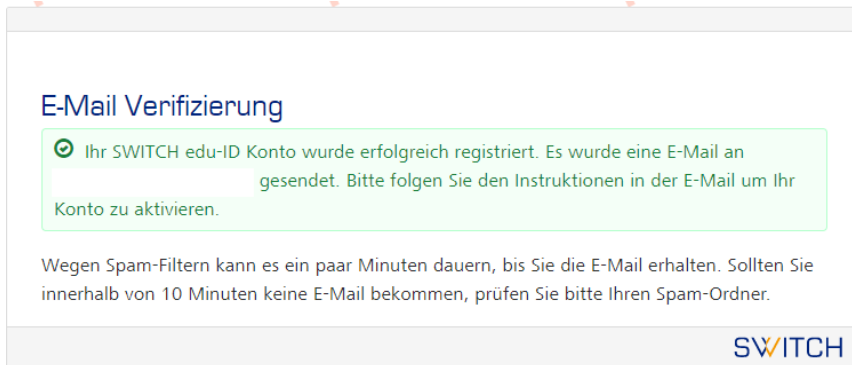 E-Mail Verifizierung
Ihr SWITCH edu-ID Konto wurde erfolgreich registriert. Es wurde eine E-Mail an
gesendet. Bitte folgen Sie den Instruktionen in der E-Mail um Ihr
Konto zu aktivieren.
Wegen Spam-Filtern kann es ein paar Minuten dauern, bis Sie die E-Mail erhalten. Sollten Sie
innerhalb von 10 Minuten keine E-Mail bekommen, prüfen Sie bitte Ihren Spam-Ordner.
SWITCH